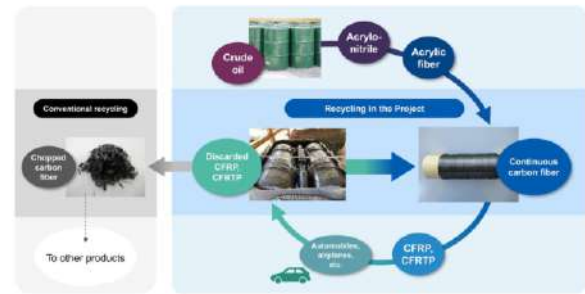 Crude
oil
Acrylo-
nitrile
Acrylic
fiber
Conventional recycling
Recycling in the Project
Chopped
carbon
fiber
Discarded
CFRP,
CFRTP
Continuous
carbon fiber
To other products
Automobiles,
airplanes,
etc.
CFRP,
CFRTP